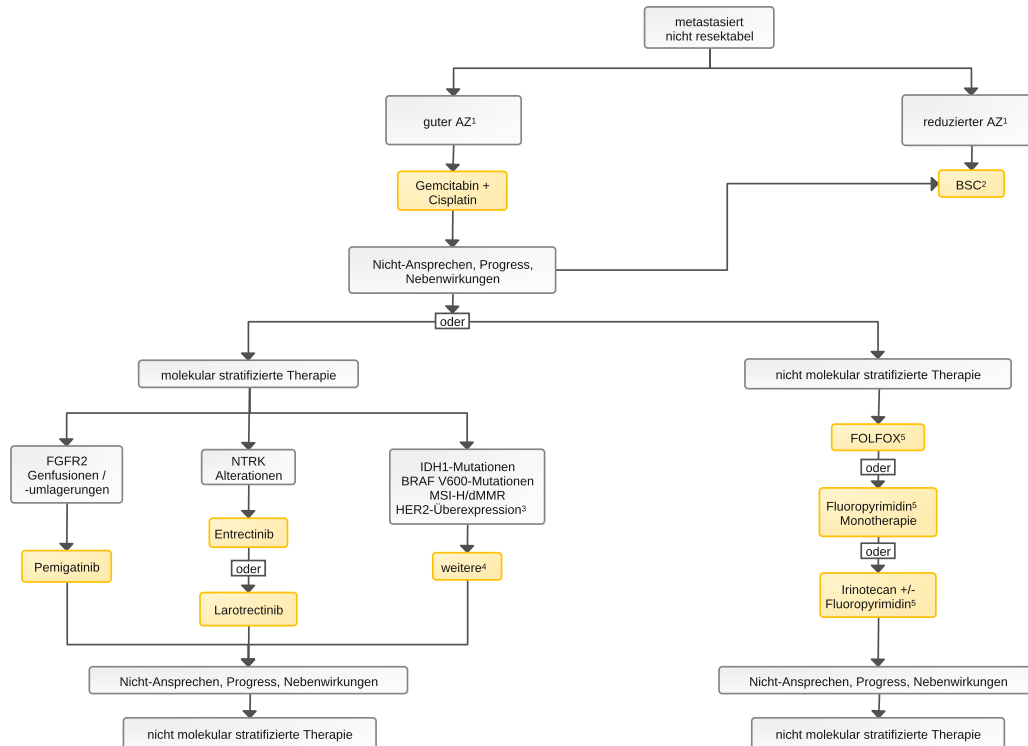 metastasiert
nicht resektabel
guter AZ¹
reduzierter AZ¹
Gemcitabin +
Cisplatin
BSC²
Nicht-Ansprechen, Progress,
Nebenwirkungen
oder
molekular stratifizierte Therapie
nicht molekular stratifizierte Therapie
FGFR2
Genfusionen /
-umlagerungen
NTRK
Alterationen
IDH1-Mutationen
BRAF V600-Mutationen
MSI-H/dMMR
HER2-Überexpression³
FOLFOX⁵
oder
Fluoropyrimidin⁵
Monotherapie
oder
Irinotecan +/-
Fluoropyrimidin⁵
Pemigatinib
Entrectinib
oder
Larotrectinib
weitere⁴
Nicht-Ansprechen, Progress, Nebenwirkungen
Nicht-Ansprechen, Progress, Nebenwirkungen
nicht molekular stratifizierte Therapie
nicht molekular stratifizierte Therapie